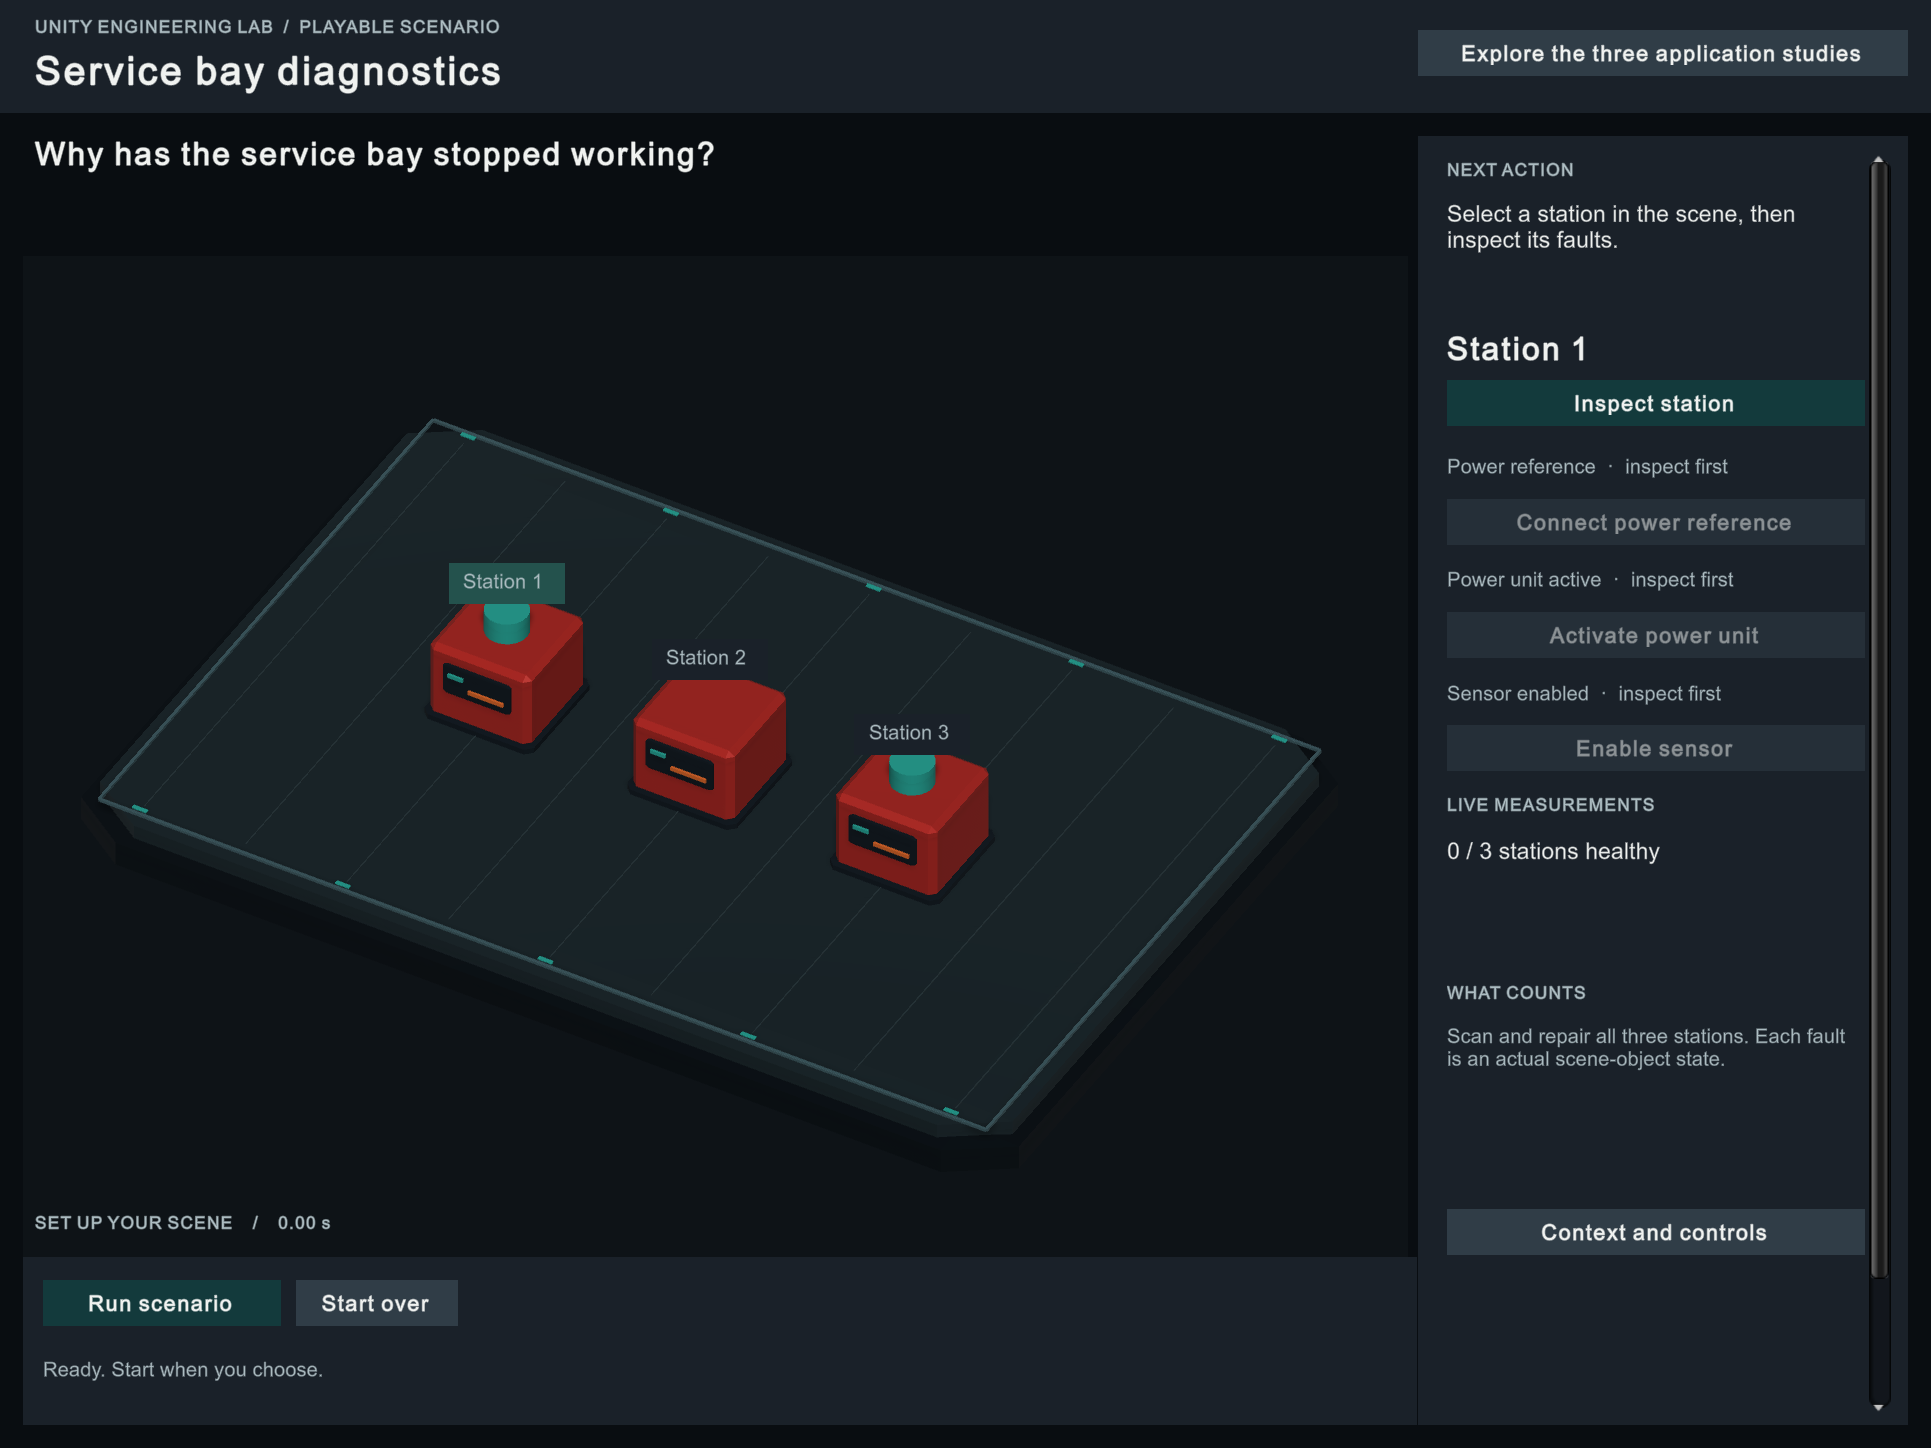 UNITY ENGINEERING LAB / PLAYABLE SCENARIO
Service bay diagnostics
Explore the three application studies
Why has the service bay stopped working?
Station 1
Station 2
Station 3
SET UP YOUR SCENE / 0.00 s
Run scenario
Start over
Ready. Start when you choose.
NEXT ACTION
Select a station in the scene, then
inspect its faults.
Station 1
Inspect station
Power reference · inspect first
Connect power reference
Power unit active · inspect first
Activate power unit
Sensor enabled · inspect first
Enable sensor
LIVE MEASUREMENTS
0 / 3 stations healthy
WHAT COUNTS
Scan and repair all three stations. Each fault
is an actual scene-object state.
Context and controls